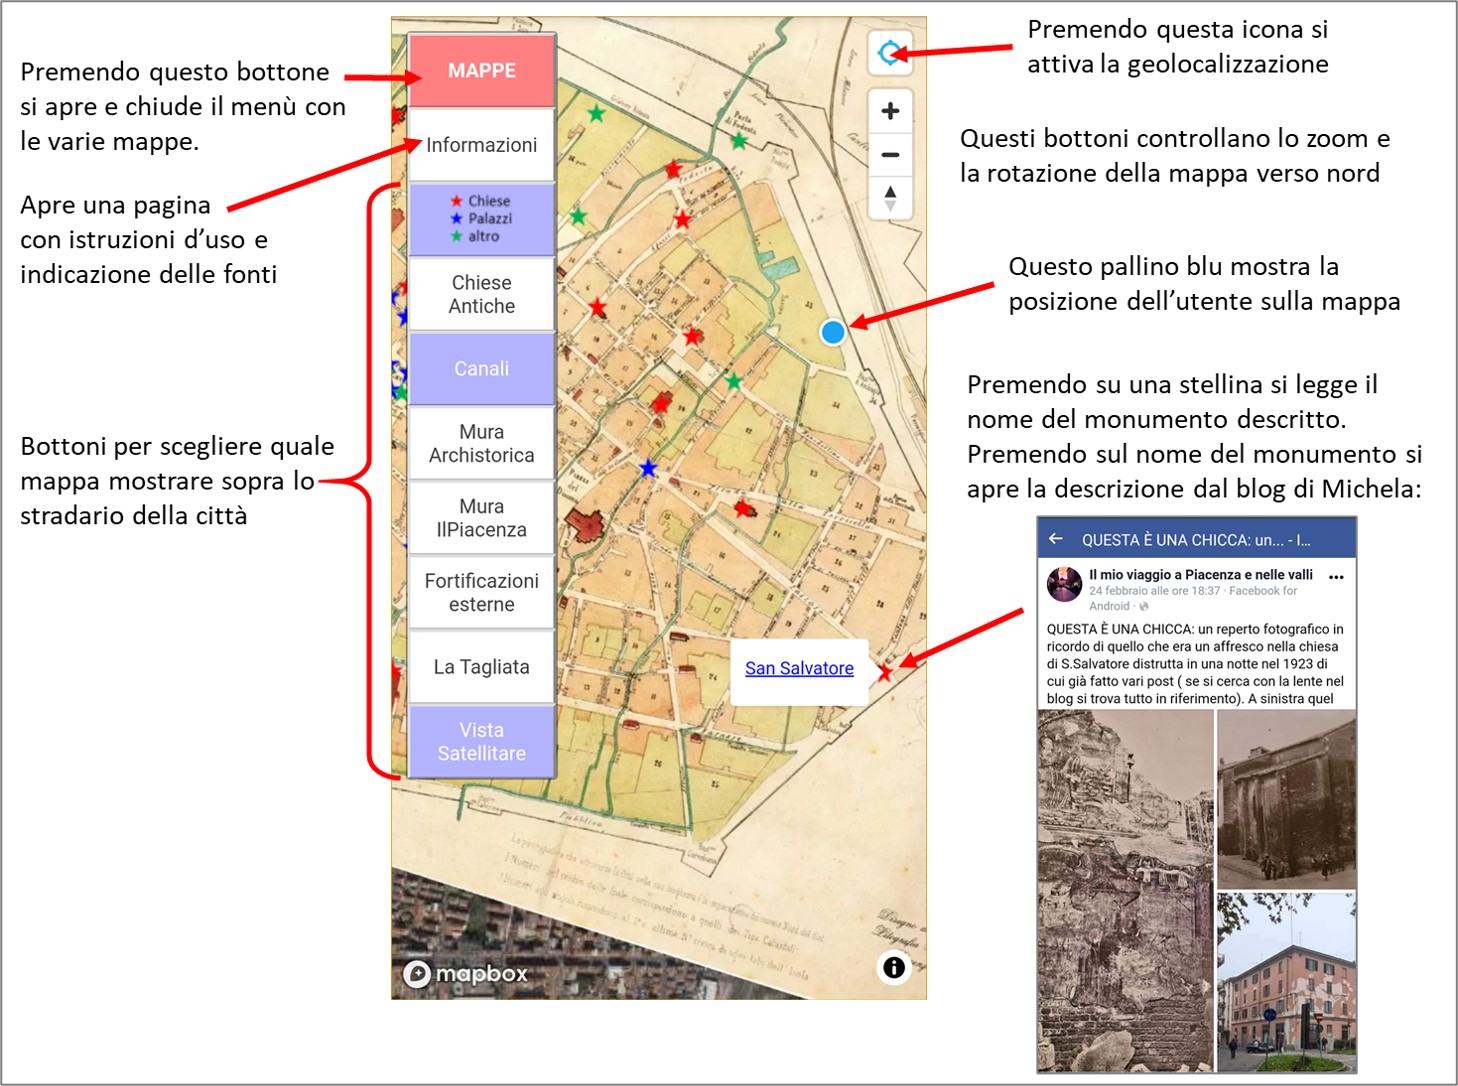 Premendo questo bottone
si apre e chiude il menù con
le varie mappe.
Apre una pagina
con istruzioni d'uso e
indicazione delle fonti
Bottoni per scegliere quale
mappa mostrare sopra lo
stradario della città
MAPPE
Informazioni
Chiese
Palazzi
altro
Chiese
Antiche
Canali
Mura
Archistorica
Mura
IlPiacenza
Fortificazioni
esterne
La Tagliata
Vista
Satellitare
San Salvatore
Pubblico
mapbox
Premendo questa icona si
attiva la geolocalizzazione
Questi bottoni controllano lo zoom e
la rotazione della mappa verso nord
Questo pallino blu mostra la
posizione dell'utente sulla mappa
Premendo su una stellina si legge il
nome del monumento descritto.
Premendo sul nome del monumento si
apre la descrizione dal blog di Michela:
QUESTA È UNA CHICCA: un... - I...
Il mio viaggio a Piacenza e nelle valli
24 febbraio alle ore 18:37 · Facebook for
Android ·
QUESTA È UNA CHICCA: un reperto fotografico in
ricordo di quello che era un affresco nella chiesa
di S.Salvatore distrutta in una notte nel 1923 di
cui già fatto vari post ( se si cerca con la lente nel
blog si trova tutto in riferimento). A sinistra quel